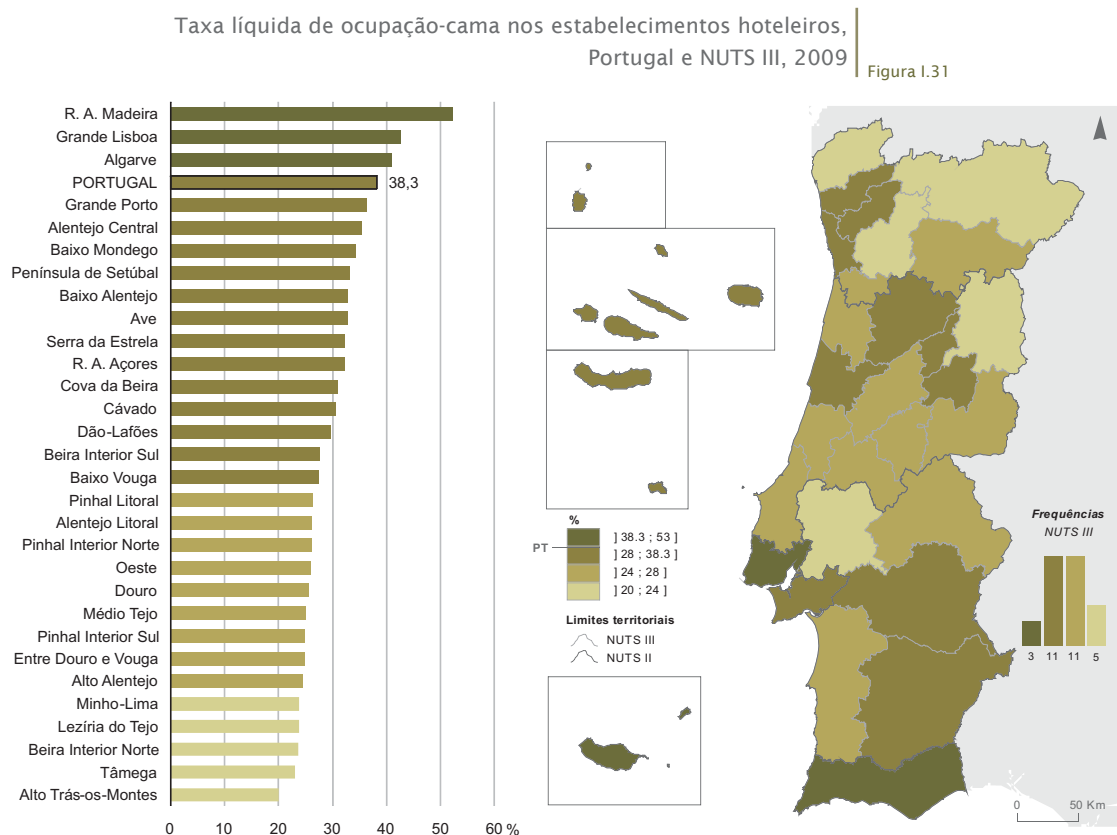 Taxa líquida de ocupação-cama nos estabelecimentos hoteleiros,
Portugal e NUTS III, 2009
Figura I.31
R. A. Madeira
Grande Lisboa
Algarve
PORTUGAL
38,3
Grande Porto
Alentejo Central
Baixo Mondego
Península de Setúbal
Baixo Alentejo
Ave
Serra da Estrela
R. A. Açores
Cova da Beira
Cávado
Dão-Lafões
Beira Interior Sul
Baixo Vouga
Pinhal Litoral
Alentejo Litoral
Pinhal Interior Norte
Oeste
Douro
Médio Tejo
Pinhal Interior Sul
Entre Douro e Vouga
Alto Alentejo
Minho-Lima
Lezíria do Tejo
Beira Interior Norte
Tâmega
Alto Trás-os-Montes
0 10 20 30 40 50 60 %
%
] 38.3 ; 53 ]
PT
] 28 ; 38.3 ]
] 24 ; 28 ]
] 20 ; 24 ]
Limites territoriais
NUTS III
NUTS II
Frequências
NUTS III
3 11 11 5
0 50 Km